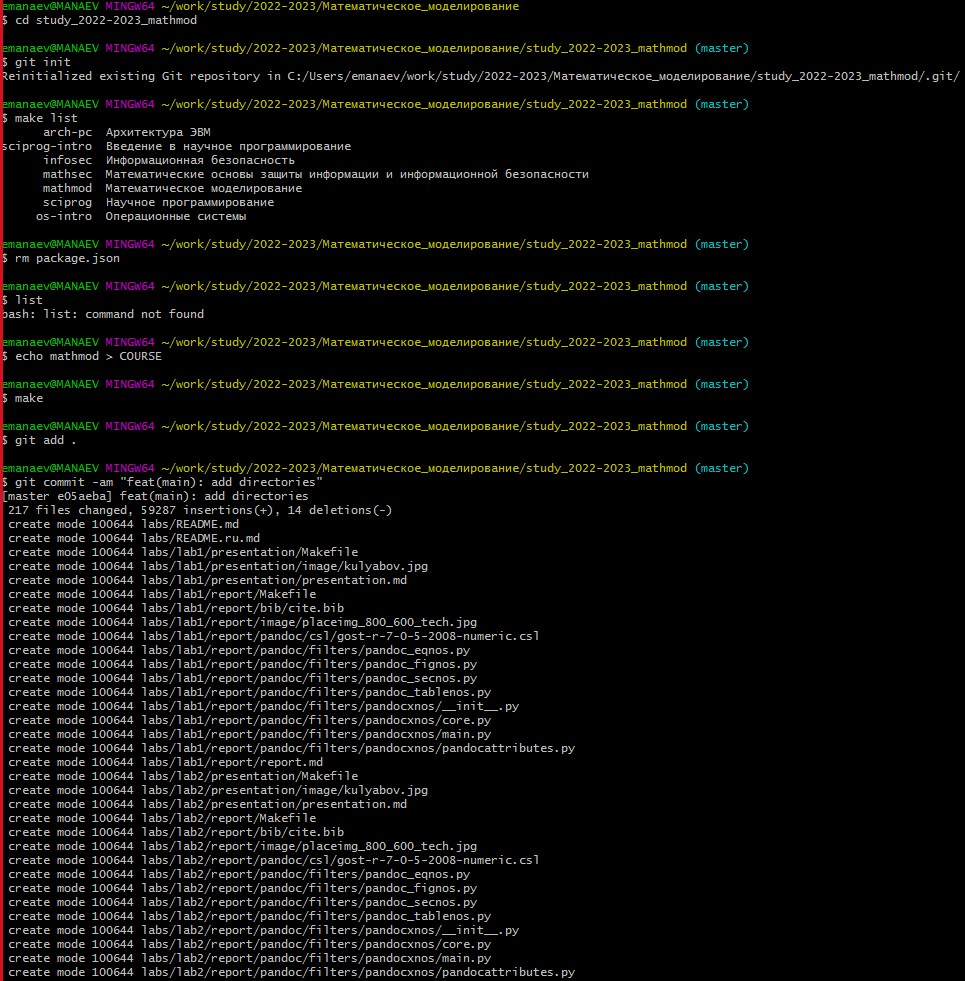 emanaev@MANAEV MINGW64 ~/work/study/2022-2023/Математическое_моделирование
$ cd study_2022-2023_mathmod
emanaev@MANAEV MINGW64 ~/work/study/2022-2023/Математическое_моделирование/study_2022-2023_mathmod (master)
$ git init
Reinitialized existing Git repository in C:/Users/emanaev/work/study/2022-2023/Математическое_моделирование/study_2022-2023_mathmod/.git/
emanaev@MANAEV MINGW64 ~/work/study/2022-2023/Математическое_моделирование/study_2022-2023_mathmod (master)
$ make list
arch-pc Архитектура ЭВМ
sciprog-intro Введение в научное программирование
infosec Информационная безопасность
mathsec Математические основы защиты информации и информационной безопасности
mathmod Математическое моделирование
sciprog Научное программирование
os-intro Операционные системы
emanaev@MANAEV MINGW64 ~/work/study/2022-2023/Математическое_моделирование/study_2022-2023_mathmod (master)
$ rm package.json
emanaev@MANAEV MINGW64 ~/work/study/2022-2023/Математическое_моделирование/study_2022-2023_mathmod (master)
$ list
bash: list: command not found
emanaev@MANAEV MINGW64 ~/work/study/2022-2023/Математическое_моделирование/study_2022-2023_mathmod (master)
$ echo mathmod > COURSE
emanaev@MANAEV MINGW64 ~/work/study/2022-2023/Математическое_моделирование/study_2022-2023_mathmod (master)
$ make
emanaev@MANAEV MINGW64 ~/work/study/2022-2023/Математическое_моделирование/study_2022-2023_mathmod (master)
$ git add .
emanaev@MANAEV MINGW64 ~/work/study/2022-2023/Математическое_моделирование/study_2022-2023_mathmod (master)
$ git commit -am "feat(main): add directories"
[master e05aeba] feat(main): add directories
217 files changed, 59287 insertions(+), 14 deletions(-)
create mode 100644 labs/README.md
create mode 100644 labs/README.ru.md
create mode 100644 labs/lab1/presentation/Makefile
create mode 100644 labs/lab1/presentation/image/kulyabov.jpg
create mode 100644 labs/lab1/presentation/presentation.md
create mode 100644 labs/lab1/report/Makefile
create mode 100644 labs/lab1/report/bib/cite.bib
create mode 100644 labs/lab1/report/image/placeimg_800_600_tech.jpg
create mode 100644 labs/lab1/report/pandoc/csl/gost-r-7-0-5-2008-numeric.csl
create mode 100644 labs/lab1/report/pandoc/filters/pandoc_eqnos.py
create mode 100644 labs/lab1/report/pandoc/filters/pandoc_fignos.py
create mode 100644 labs/lab1/report/pandoc/filters/pandoc_secnos.py
create mode 100644 labs/lab1/report/pandoc/filters/pandoc_tablenos.py
create mode 100644 labs/lab1/report/pandoc/filters/pandocxnos/__init__.py
create mode 100644 labs/lab1/report/pandoc/filters/pandocxnos/core.py
create mode 100644 labs/lab1/report/pandoc/filters/pandocxnos/main.py
create mode 100644 labs/lab1/report/pandoc/filters/pandocxnos/pandocattributes.py
create mode 100644 labs/lab1/report/report.md
create mode 100644 labs/lab2/presentation/Makefile
create mode 100644 labs/lab2/presentation/image/kulyabov.jpg
create mode 100644 labs/lab2/presentation/presentation.md
create mode 100644 labs/lab2/report/Makefile
create mode 100644 labs/lab2/report/bib/cite.bib
create mode 100644 labs/lab2/report/image/placeimg_800_600_tech.jpg
create mode 100644 labs/lab2/report/pandoc/csl/gost-r-7-0-5-2008-numeric.csl
create mode 100644 labs/lab2/report/pandoc/filters/pandoc_eqnos.py
create mode 100644 labs/lab2/report/pandoc/filters/pandoc_fignos.py
create mode 100644 labs/lab2/report/pandoc/filters/pandoc_secnos.py
create mode 100644 labs/lab2/report/pandoc/filters/pandoc_tablenos.py
create mode 100644 labs/lab2/report/pandoc/filters/pandocxnos/__init__.py
create mode 100644 labs/lab2/report/pandoc/filters/pandocxnos/core.py
create mode 100644 labs/lab2/report/pandoc/filters/pandocxnos/main.py
create mode 100644 labs/lab2/report/pandoc/filters/pandocxnos/pandocattributes.py